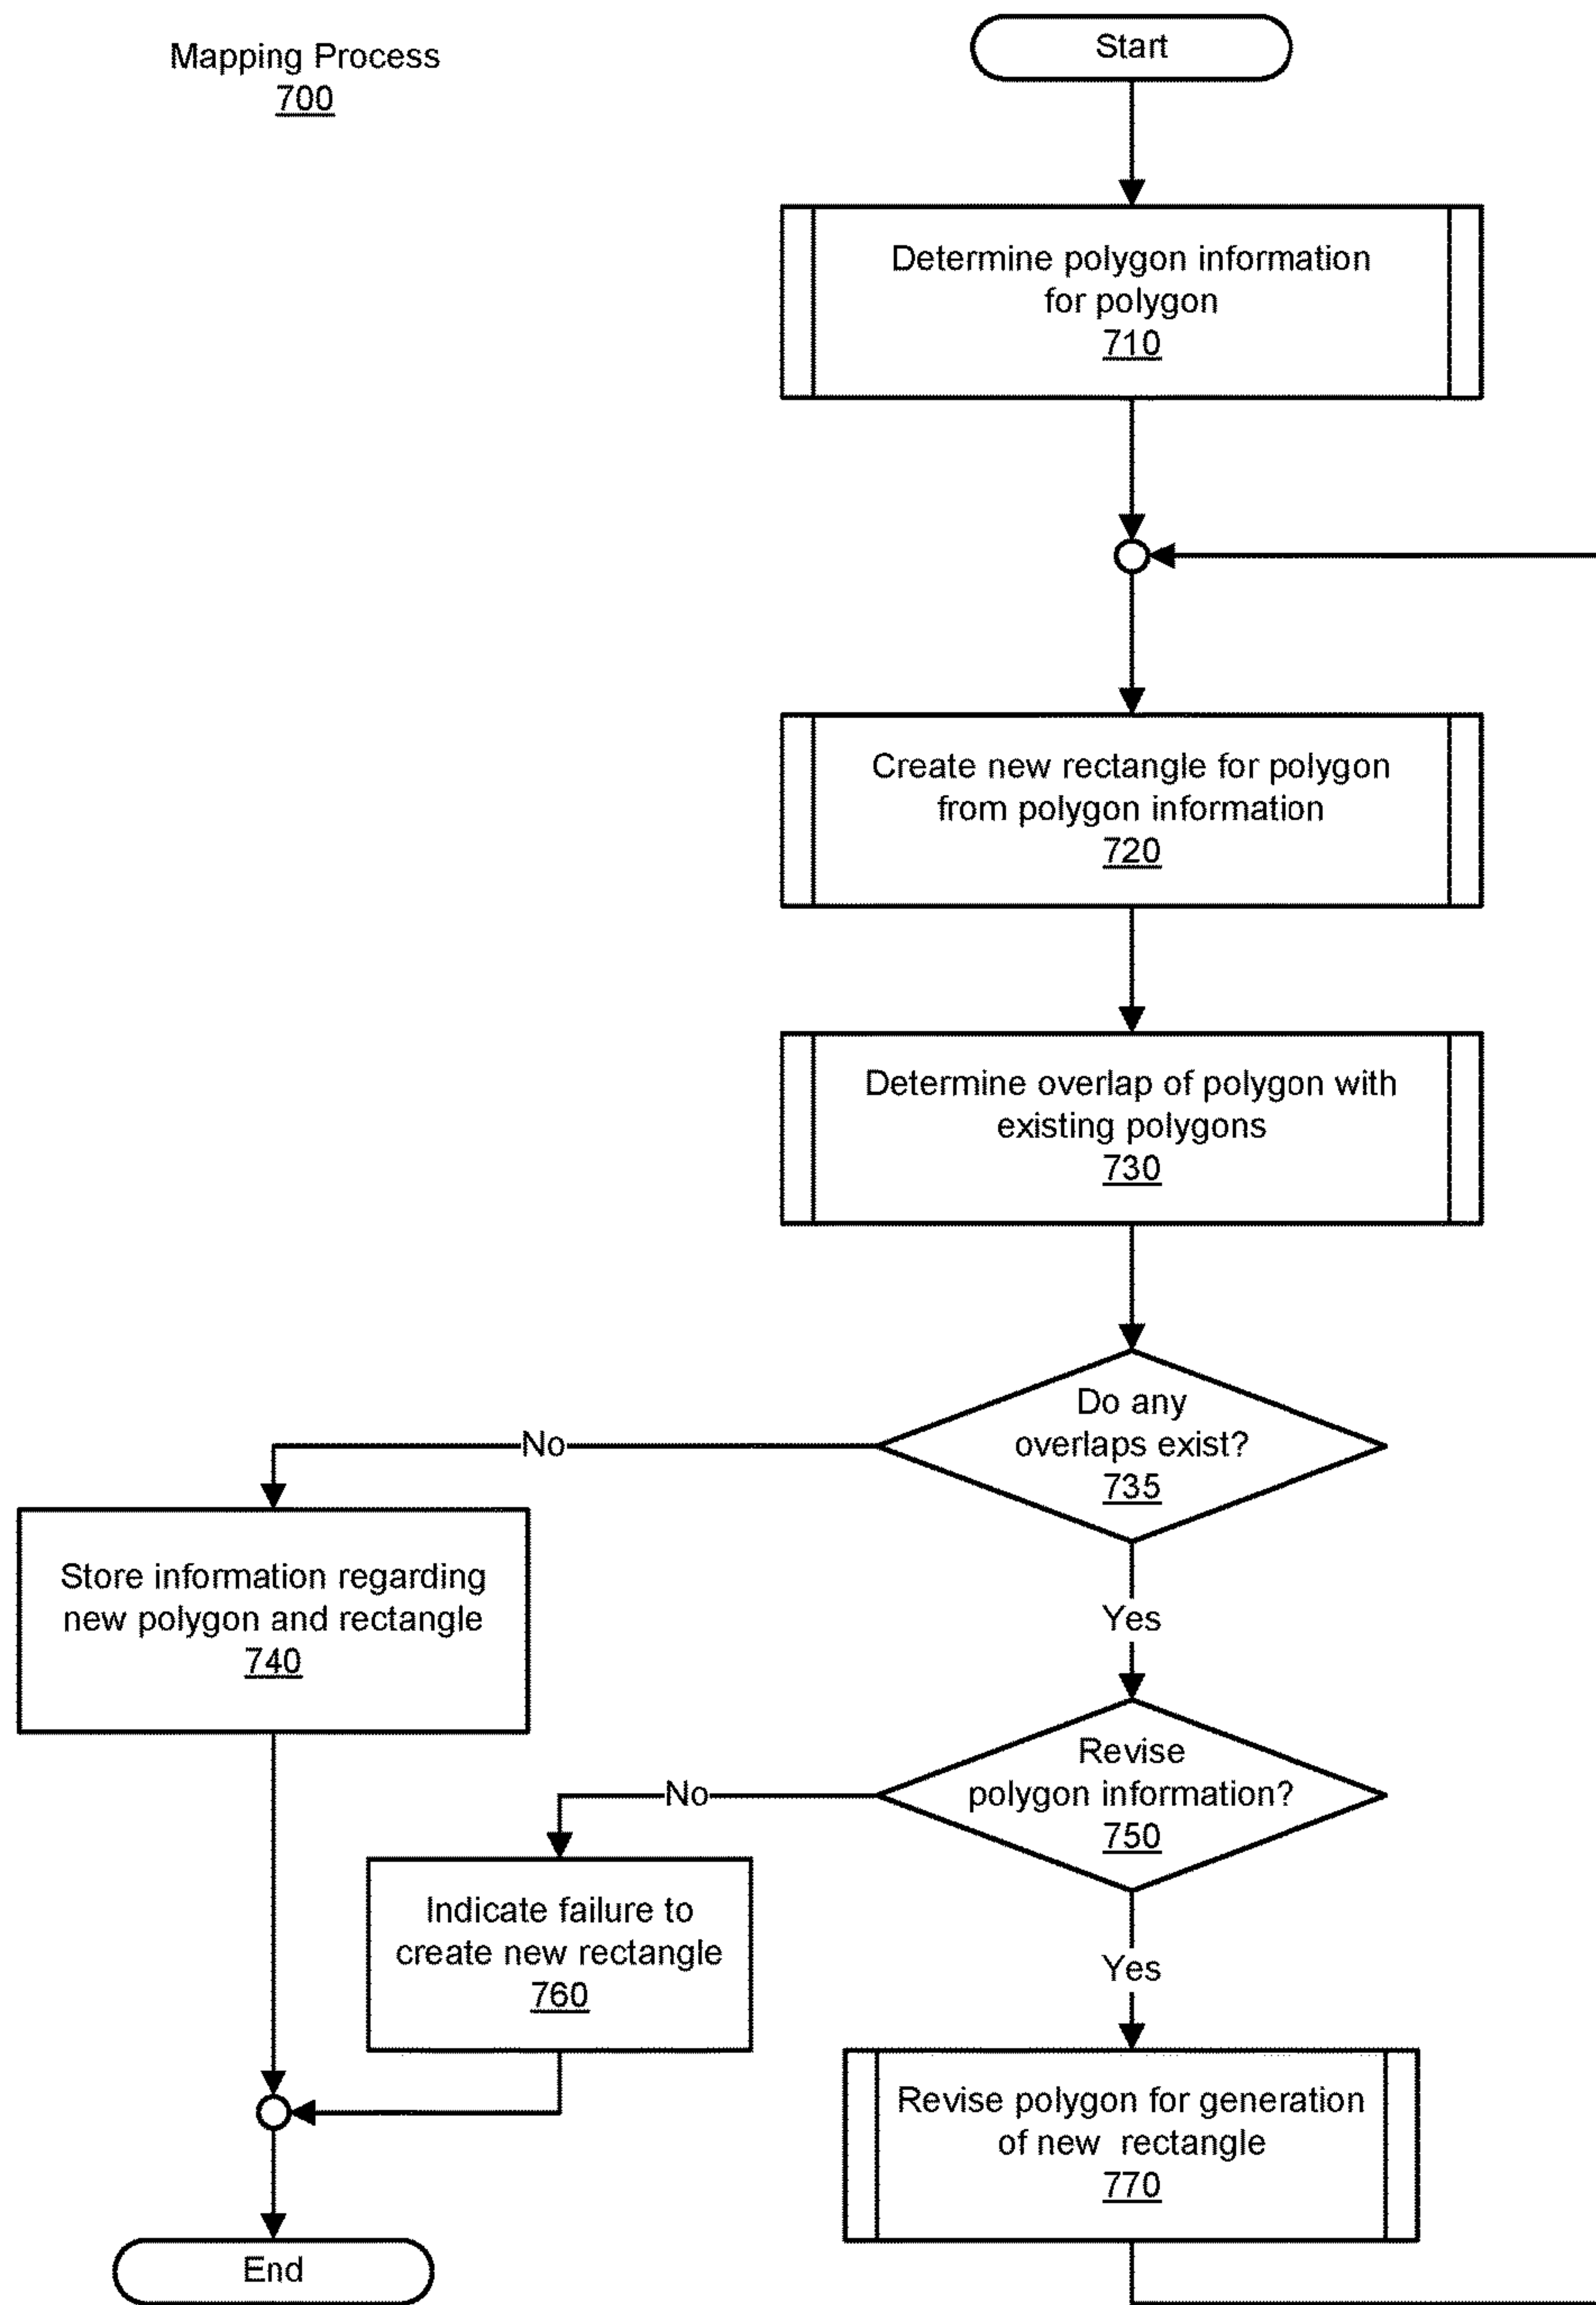 Mapping Process
700
Start
Determine polygon information
for polygon
710
Create new rectangle for polygon
from polygon information
720
Determine overlap of polygon with
existing polygons
730
Do any
overlaps exist?
735
No
Store information regarding
new polygon and rectangle
740
Yes
Revise
polygon information?
750
No
Indicate failure to
create new rectangle
760
Yes
Revise polygon for generation
of new rectangle
770
End